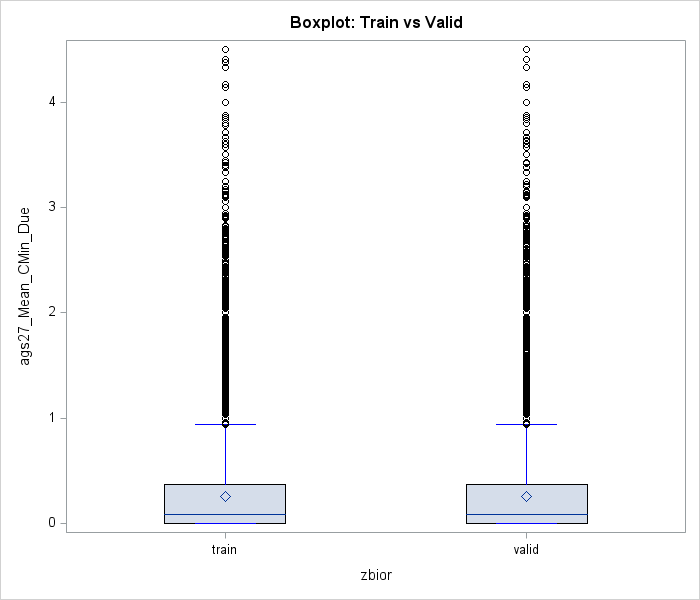 Boxplot: Train vs Valid
ags27_Mean_CMin_Due
4
3
2
1
0
train
valid
zbior